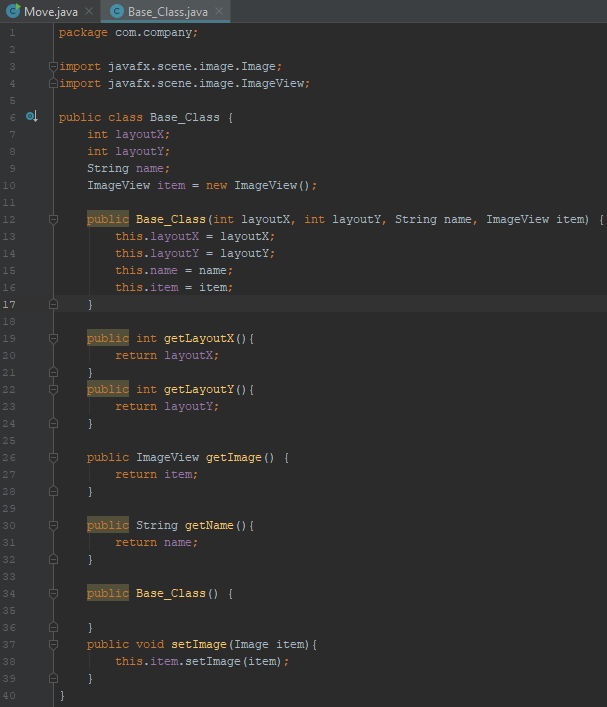 Move.java Base_Class.java
1 package com.company;
2
3 import javafx.scene.image.Image;
4 import javafx.scene.image.ImageView;
5
6 public class Base_Class {
7 int layoutX;
8 int layoutY;
9 String name;
10 ImageView item = new ImageView();
11
12 public Base_Class(int layoutX, int layoutY, String name, ImageView item) {
13 this.layoutX = layoutX;
14 this.layoutY = layoutY;
15 this.name = name;
16 this.item = item;
17 }
18
19 public int getLayoutX(){
20 return layoutX;
21 }
22 public int getLayoutY(){
23 return layoutY;
24 }
25
26 public ImageView getImage() {
27 return item;
28 }
29
30 public String getName(){
31 return name;
32 }
33
34 public Base_Class() {
35
36 }
37 public void setImage(Image item){
38 this.item.setImage(item);
39 }
40 }